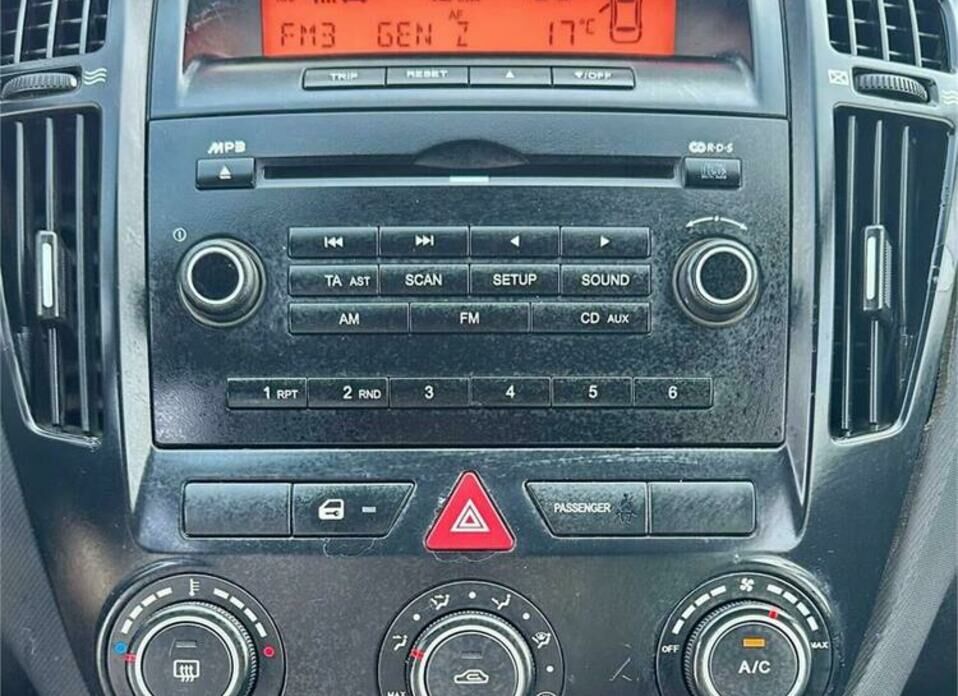 AF
FM3 GEN Z 17°C
TRIP RESET ▲ ▼/OFF
MP3 R·D·S
TA AST SCAN SETUP SOUND
AM FM CD AUX
1 RPT 2 RND 3 4 5 6
PASSENGER
OFF MAX
MAX A/C